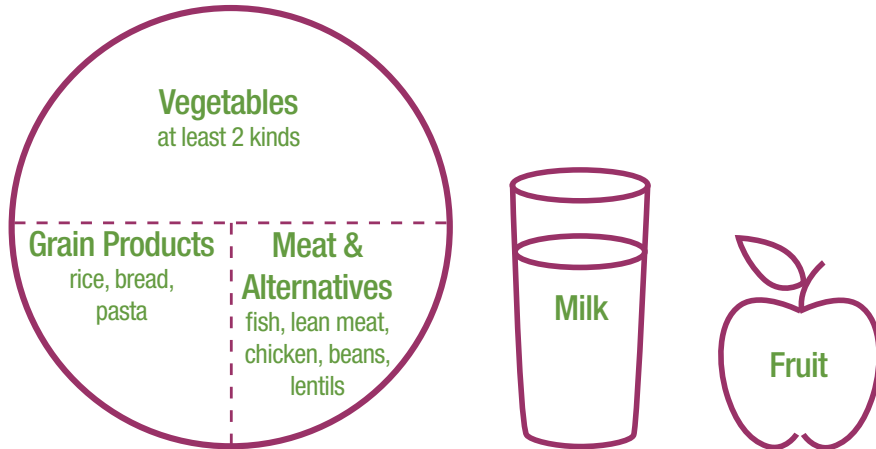 Vegetables
at least 2 kinds
Grain Products
rice, bread,
pasta
Meat &
Alternatives
fish, lean meat,
chicken, beans,
lentils
Milk
Fruit